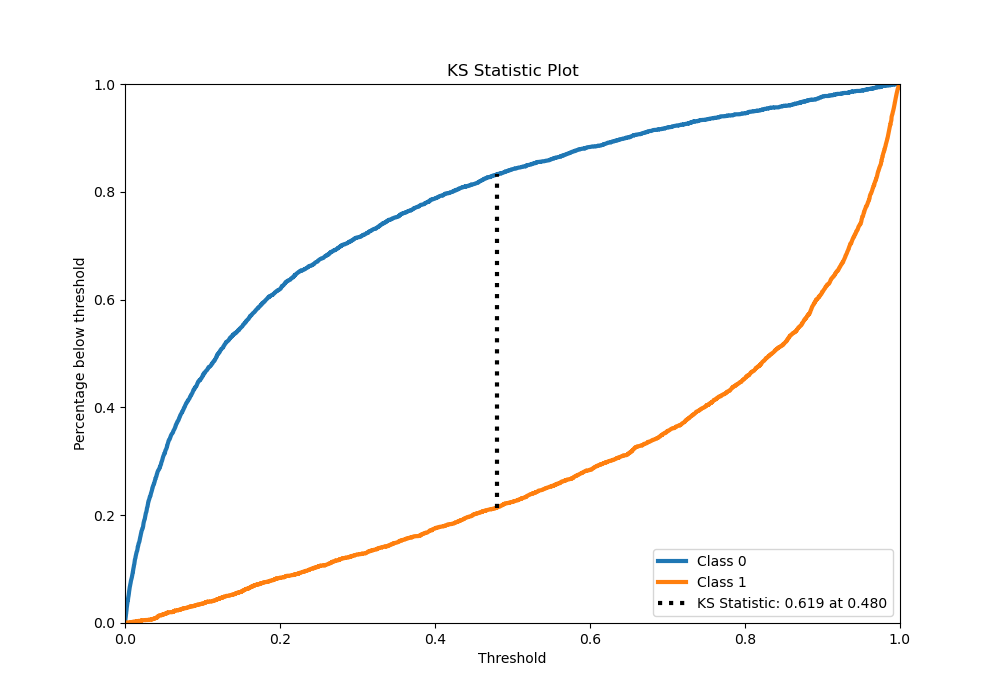 KS Statistic Plot
1.0
0.8
0.6
0.4
0.2
0.0
Percentage below threshold
0.0 0.2 0.4 0.6 0.8 1.0
Threshold
Class 0
Class 1
KS Statistic: 0.619 at 0.480